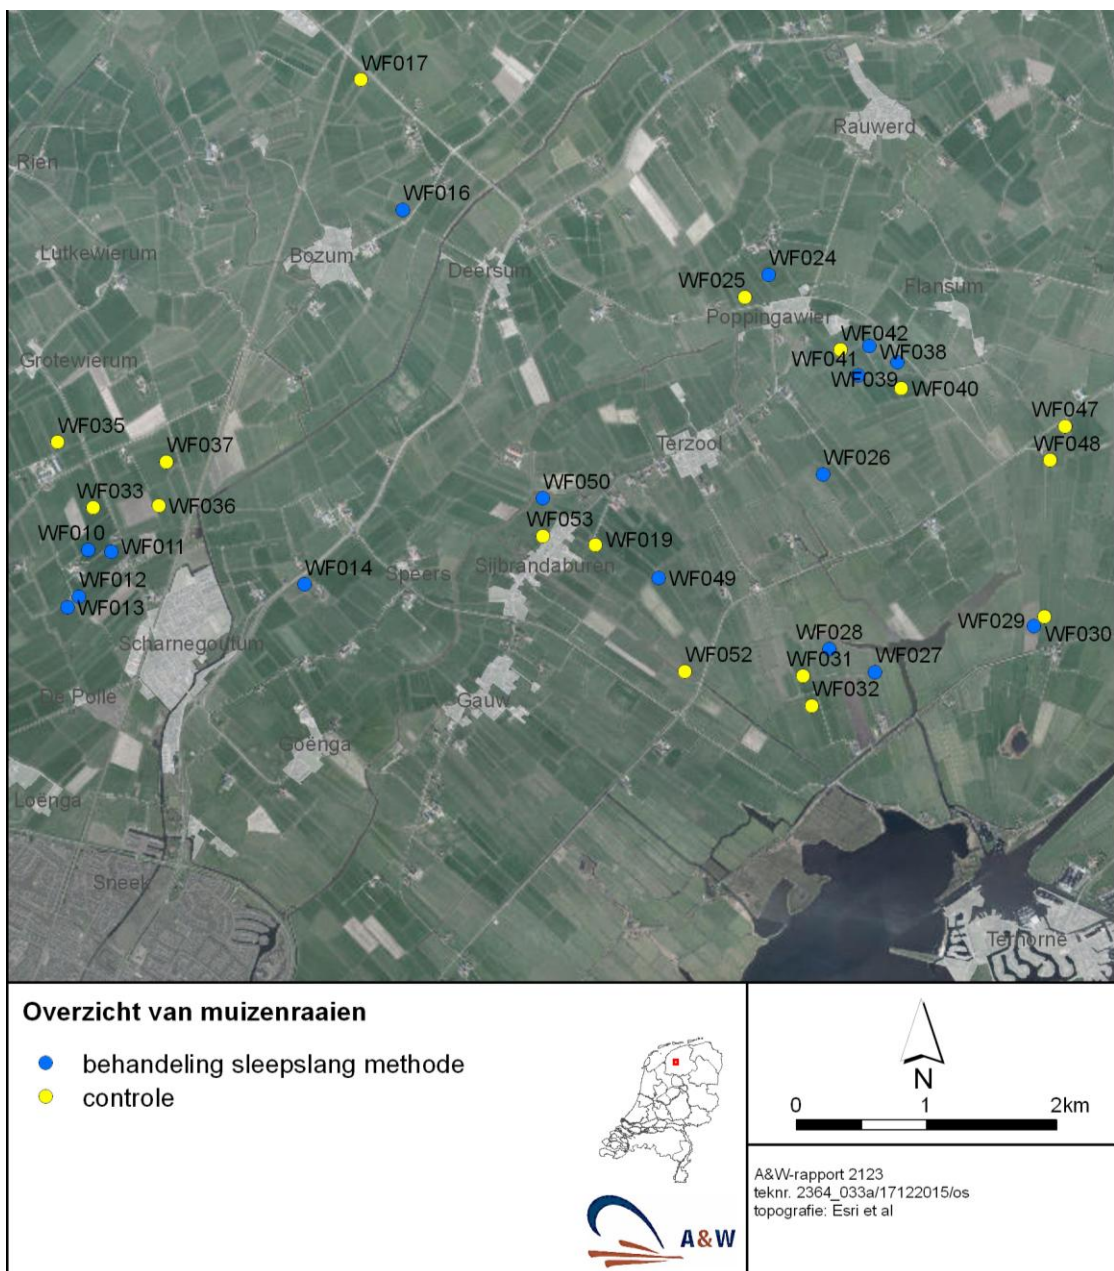 WF017
Rauwerd
Rien
WF016
Lutkewierum
Bozum
Deersum
WF024
WF025
Flansum
Poppingawier
WF042
WF041
WF038
WF039
WF040
Grotewierum
WF035
WF037
WF047
WF048
Terzool
WF026
WF033
WF036
WF050
WF053
WF010
WF011
WF019
WF012
WF014
Speers
Sijbrandaburen
WF049
WF013
Scharnegoutum
WF029
WF030
WF028
WF052
WF031
WF027
WF032
De Polle
Gauw
Goënga
Loënga
Sneek
Terhorne
Overzicht van muizenraaien
behandeling sleepslang methode
controle
N
0 1 2km
A&W-rapport 2123
teknr. 2364_033a/17122015/os
topografie: Esri et al
A&W